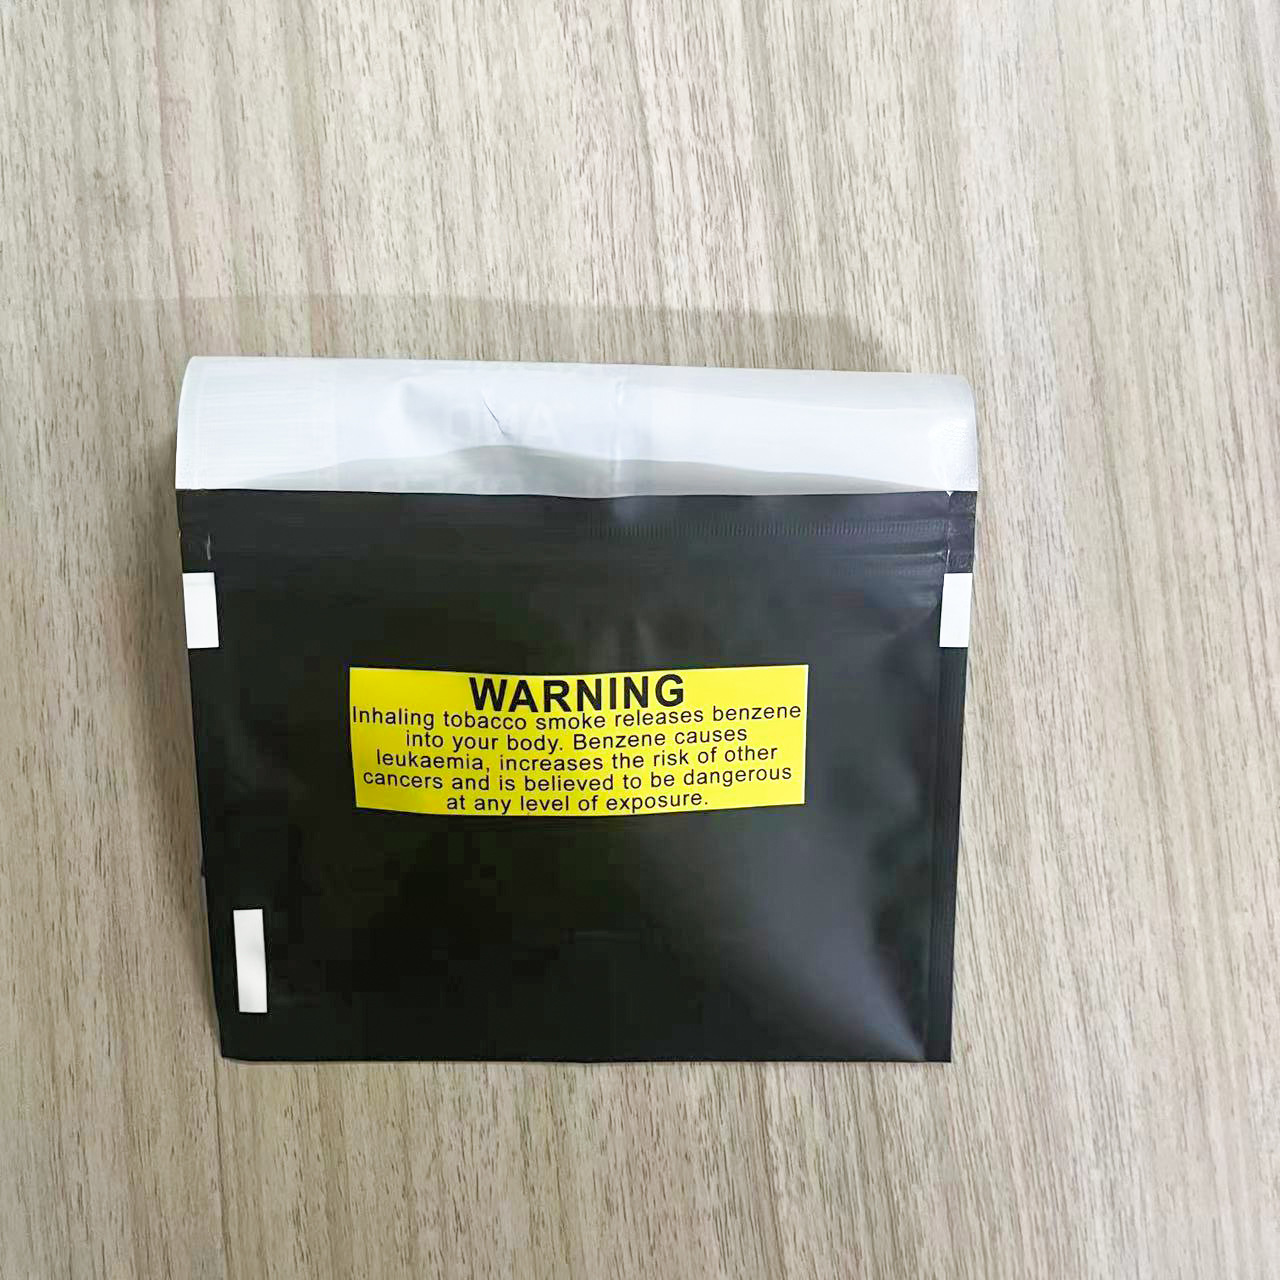 WARNING
Inhaling tobacco smoke releases benzene
into your body. Benzene causes
leukaemia, increases the risk of other
cancers and is believed to be dangerous
at any level of exposure.